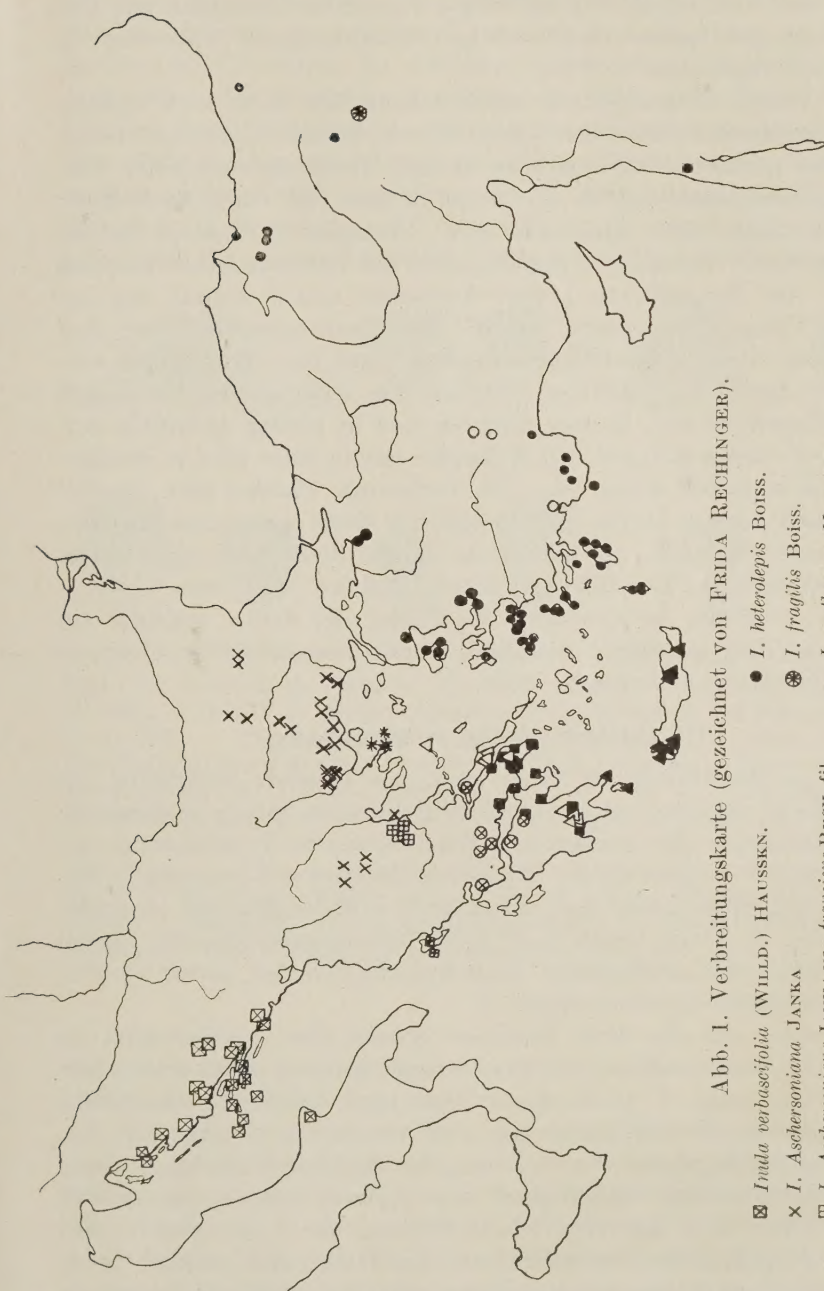 Abb. 1. Verbreitungskarte (gezeichnet von FRIDA RECHINGER).
Inula verbascifolia (WILLD.) HAUSSKN.
I. Aschersoniana JANKA
I. heterolepis BOISS.
I. fragilis BOISS.